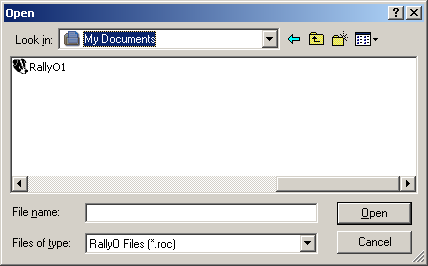 Open
Look in: My Documents
RallyO1
File name: Open
Files of type: RallyO Files (*.roc) Cancel